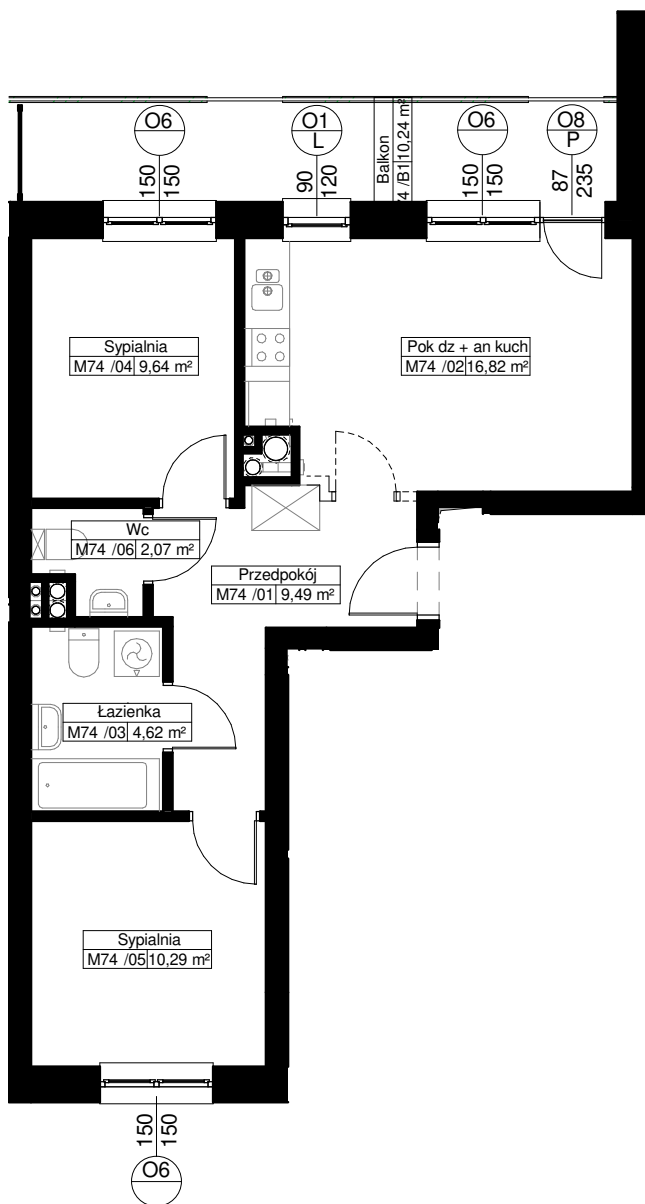 O6
150
150
O1
L
90
120
Balkon
74 /B1 10,24 m²
O6
150
150
O8
P
87
235
Sypialnia
M74 /04 9,64 m²
Pok dz + an kuch
M74 /02 16,82 m²
Wc
M74 /06 2,07 m²
Przedpokój
M74 /01 9,49 m²
Łazienka
M74 /03 4,62 m²
Sypialnia
M74 /05 10,29 m²
150
150
O6